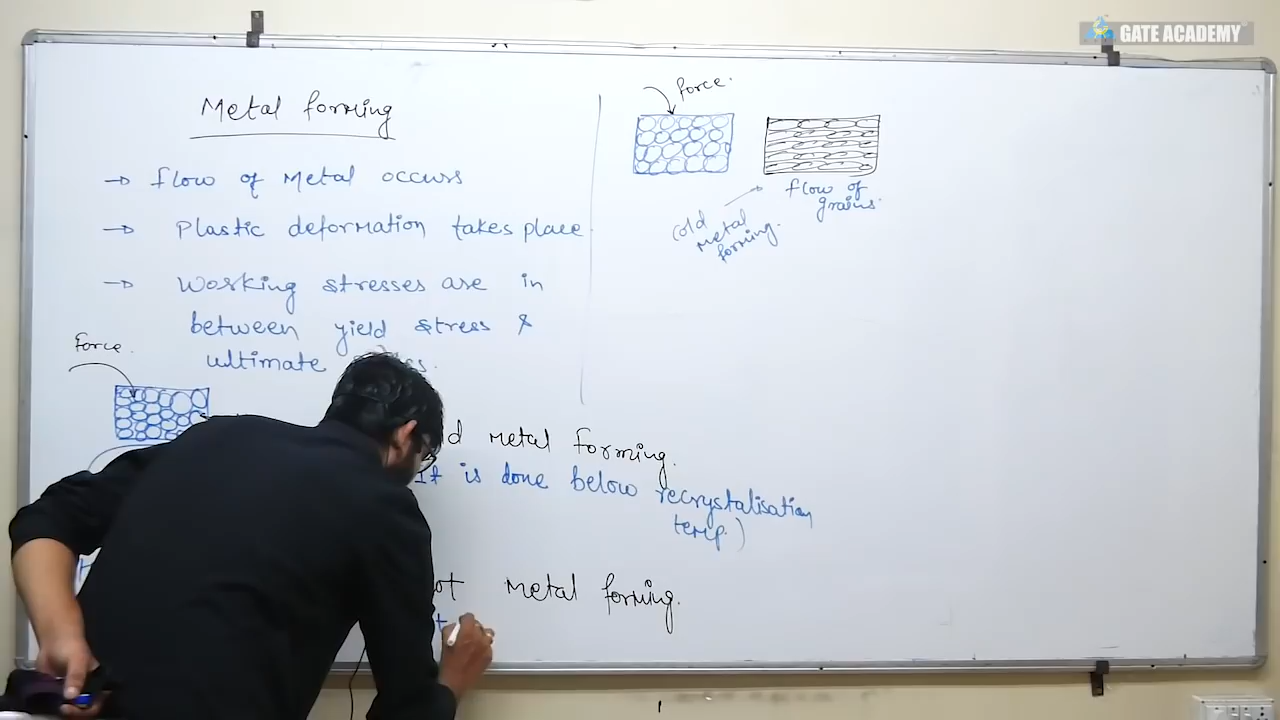 GATE ACADEMY
Metal forming
→ flow of Metal occurs
→ Plastic deformation takes place
→ Working stresses are in
between yield stress &
ultimate
force.
metal forming.
It is done below recrystalisation
temp.)
Metal forming.
force.
flow of
grains.
cold
metal
forming.